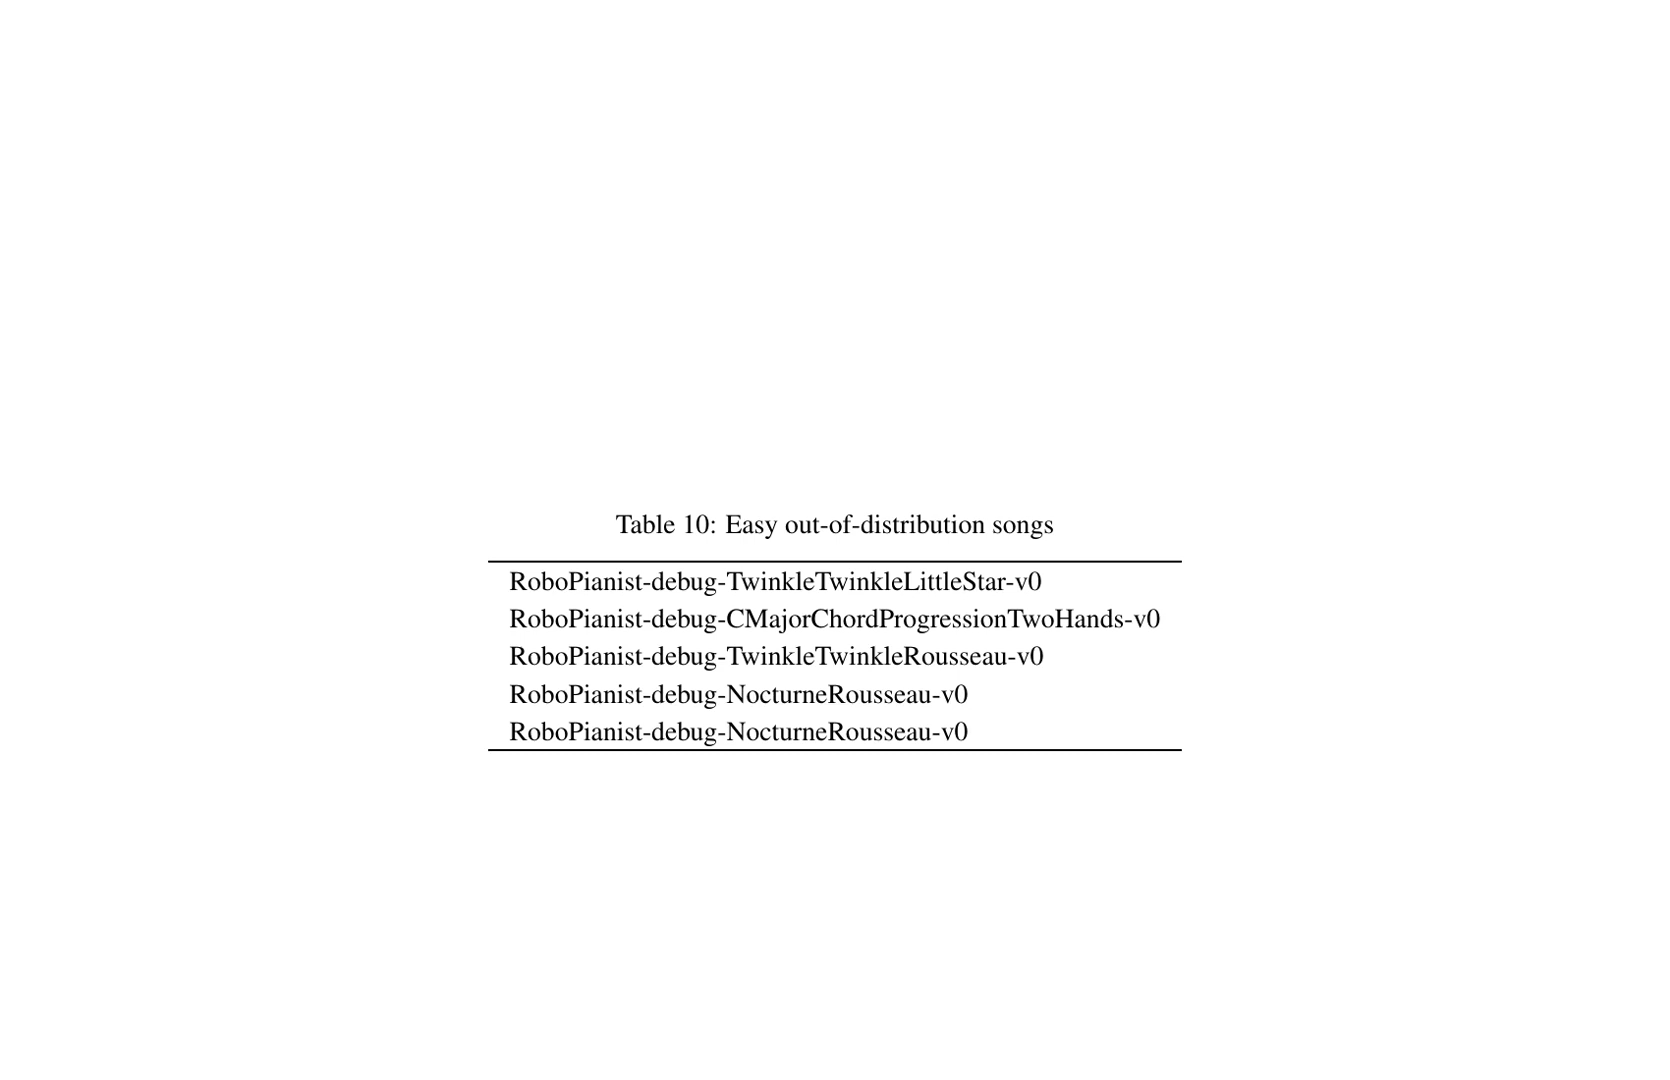 Table 10: Easy out-of-distribution songs
RoboPianist-debug-TwinkleTwinkleLittleStar-v0
RoboPianist-debug-CMajorChordProgressionTwoHands-v0
RoboPianist-debug-TwinkleTwinkleRousseau-v0
RoboPianist-debug-NocturneRousseau-v0
RoboPianist-debug-NocturneRousseau-v0